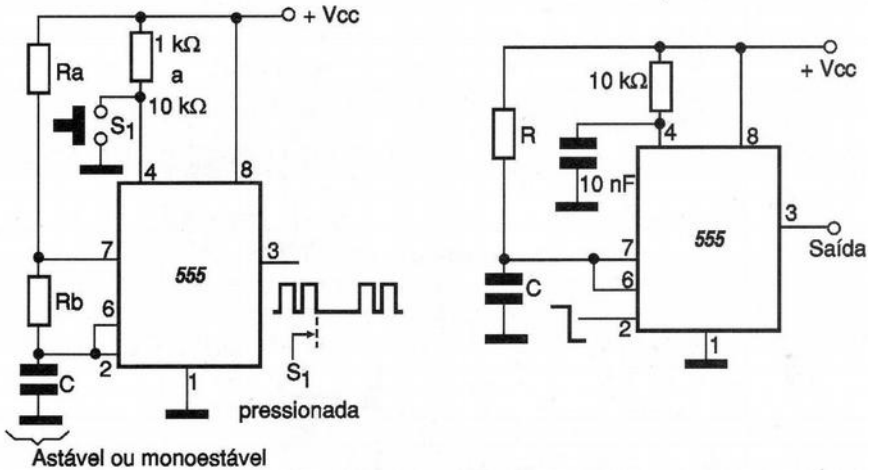 + Vcc
1 kΩ
a
10 kΩ
Ra
S1
4
8
7
3
555
Rb
6
2
C
1
S1
pressionada
Astável ou monoestável
+ Vcc
10 kΩ
R
4
8
10 nF
3
555
Saída
7
6
C
2
1